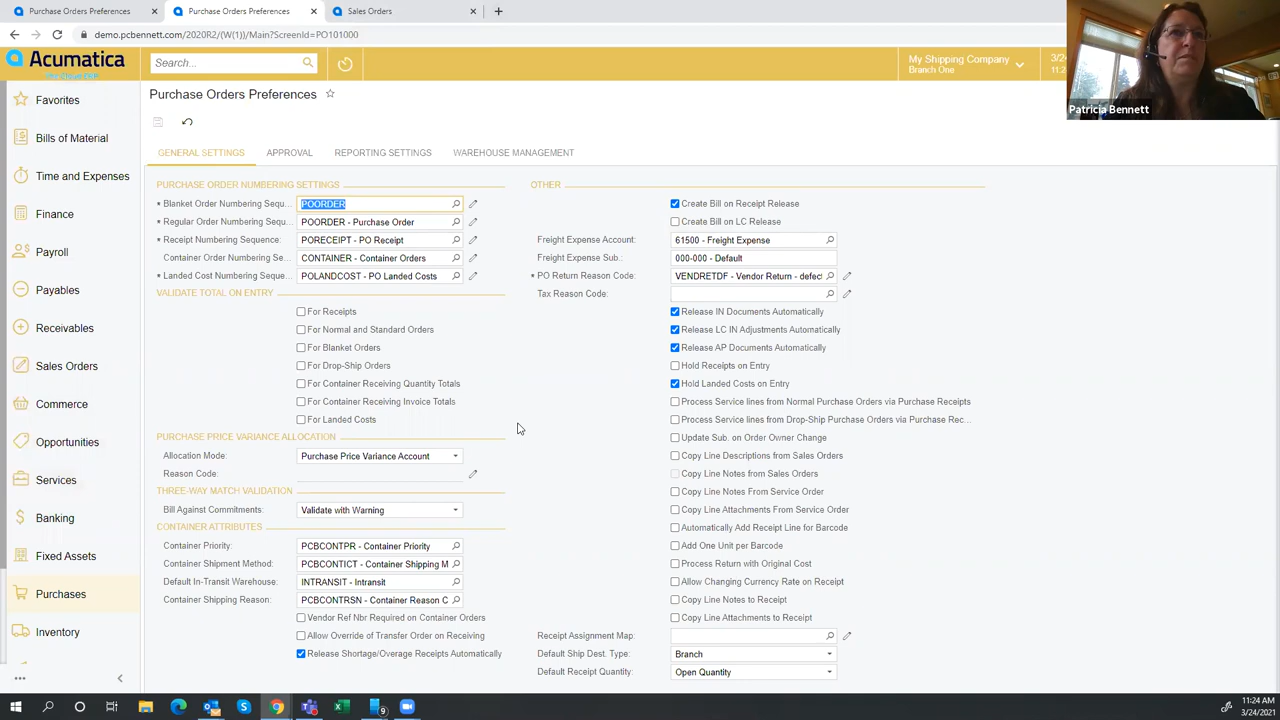 Purchase Orders Preferences
Purchase Orders Preferences
Sales Orders
demo.pcbennett.com/2020R2/(W(1))/Main?ScreenId=PO101000
Acumatica
Search...
My Shipping Company
Branch One
Patricia Bennett
Favorites
Bills of Material
Time and Expenses
Finance
Payroll
Payables
Receivables
Sales Orders
Commerce
Opportunities
Services
Banking
Fixed Assets
Purchases
Inventory
Purchase Orders Preferences
GENERAL SETTINGS APPROVAL REPORTING SETTINGS WAREHOUSE MANAGEMENT
PURCHASE ORDER NUMBERING SETTINGS
Blanket Order Numbering Sequ... POORDER
Regular Order Numbering Sequ... POORDER - Purchase Order
Receipt Numbering Sequence: PORECEIPT - PO Receipt
Container Order Numbering Se... CONTAINER - Container Orders
Landed Cost Numbering Seque... POLANDCOST - PO Landed Costs
VALIDATE TOTAL ON ENTRY
For Receipts
For Normal and Standard Orders
For Blanket Orders
For Drop-Ship Orders
For Container Receiving Quantity Totals
For Container Receiving Invoice Totals
For Landed Costs
PURCHASE PRICE VARIANCE ALLOCATION
Allocation Mode: Purchase Price Variance Account
Reason Code:
THREE-WAY MATCH VALIDATION
Bill Against Commitments: Validate with Warning
CONTAINER ATTRIBUTES
Container Priority: PCBCONTPR - Container Priority
Container Shipment Method: PCBCONTICT - Container Shipping M
Default In-Transit Warehouse: INTRANSIT - Intransit
Container Shipping Reason: PCBCONTRSN - Container Reason C
Vendor Ref Nbr Required on Container Orders
Allow Override of Transfer Order on Receiving
Release Shortage/Overage Receipts Automatically
OTHER
Create Bill on Receipt Release
Create Bill on LC Release
Freight Expense Account: 61500 - Freight Expense
Freight Expense Sub.: 000-000 - Default
PO Return Reason Code: VENDRETDF - Vendor Return - defect
Tax Reason Code:
Release IN Documents Automatically
Release LC IN Adjustments Automatically
Release AP Documents Automatically
Hold Receipts on Entry
Hold Landed Costs on Entry
Process Service lines from Normal Purchase Orders via Purchase Receipts
Process Service lines from Drop-Ship Purchase Orders via Purchase Rec...
Update Sub. on Order Owner Change
Copy Line Descriptions from Sales Orders
Copy Line Notes from Sales Orders
Copy Line Notes From Service Order
Copy Line Attachments From Service Order
Automatically Add Receipt Line for Barcode
Add One Unit per Barcode
Process Return with Original Cost
Allow Changing Currency Rate on Receipt
Copy Line Notes to Receipt
Copy Line Attachments to Receipt
Receipt Assignment Map:
Default Ship Dest. Type: Branch
Default Receipt Quantity: Open Quantity
11:24 AM
3/24/2021